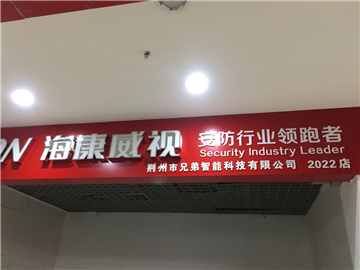 ON 海康威视 安防行业领跑者
Security Industry Leader
荆州市兄弟智能科技有限公司 2022店